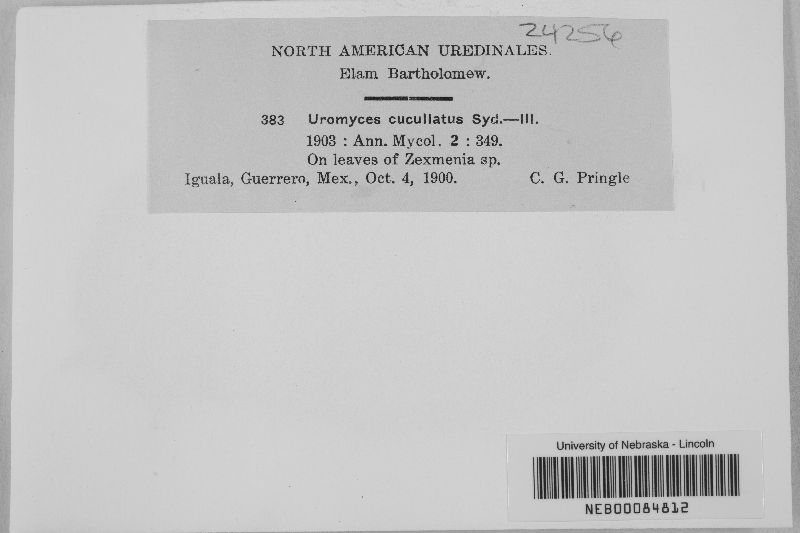 24256
NORTH AMERICAN UREDINALES.
Elam Bartholomew.
383 Uromyces cucullatus Syd.—III.
1903 : Ann. Mycol. 2 : 349.
On leaves of Zexmenia sp.
Iguala, Guerrero, Mex., Oct. 4, 1900. C. G. Pringle
University of Nebraska - Lincoln
NEB00084812